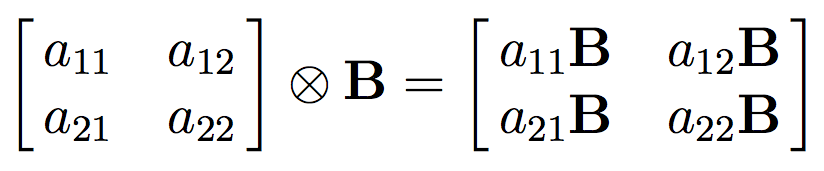 [ a₁₁ a₁₂ ] ⊗ B = [ a₁₁B a₁₂B ]
[ a₂₁ a₂₂ ] [ a₂₁B a₂₂B ]